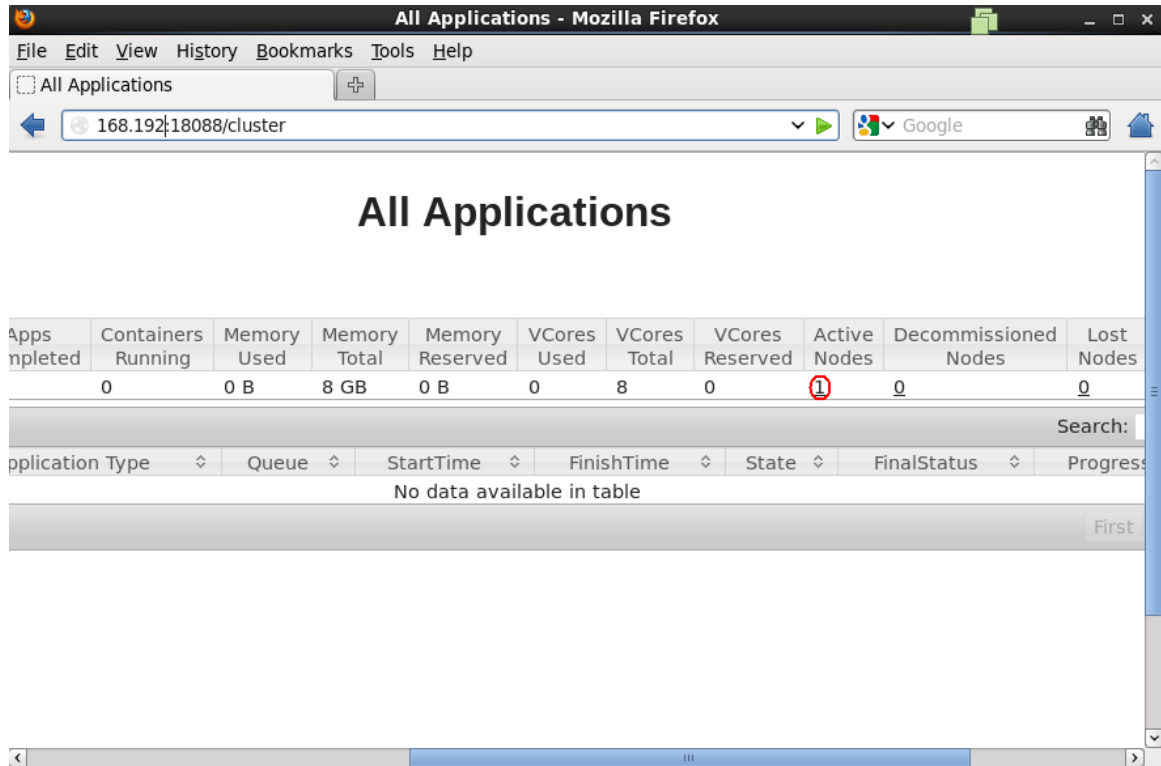 All Applications - Mozilla Firefox
File Edit View History Bookmarks Tools Help
All Applications
168.192:18088/cluster Google
All Applications
Apps Containers Memory Memory Memory VCores VCores VCores Active Decommissioned Lost
mpleted Running Used Total Reserved Used Total Reserved Nodes Nodes Nodes
0 0 B 8 GB 0 B 0 8 0 1 0 0
Search:
pplication Type Queue StartTime FinishTime State FinalStatus Progress
No data available in table
First